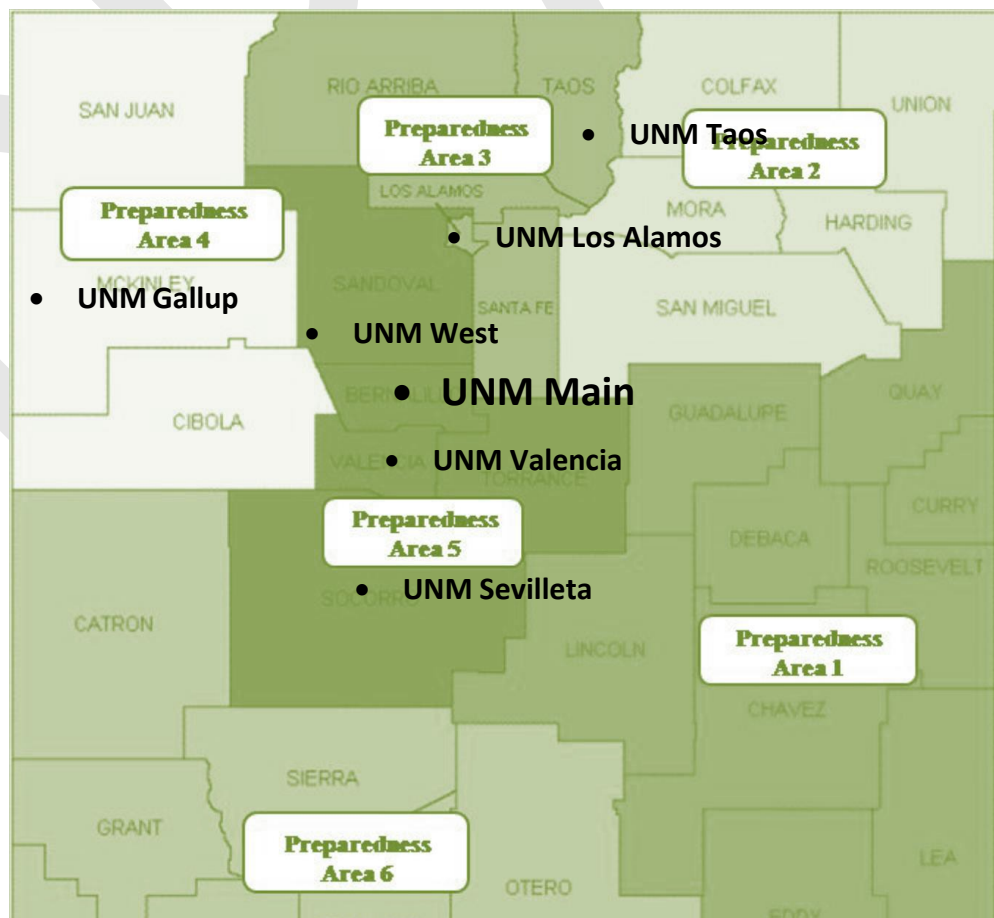 RIO ARRIBA
TAOS
COLFAX
UNION
SAN JUAN
Preparedness
Area 3
UNM Taos
Preparedness
Area 2
LOS ALAMOS
MORA
HARDING
Preparedness
Area 4
UNM Los Alamos
MCKINLEY
UNM Gallup
SANDOVAL
SANTA FE
SAN MIGUEL
UNM West
UNM Main
QUAY
GUADALUPE
CIBOLA
UNM Valencia
VALENCIA
TORRANCE
CURRY
Preparedness
Area 5
DEBACA
ROOSEVELT
UNM Sevilleta
SOCORRO
CATRON
LINCOLN
Preparedness
Area 1
CHAVEZ
SIERRA
GRANT
Preparedness
Area 6
LEA
OTERO
EDDY